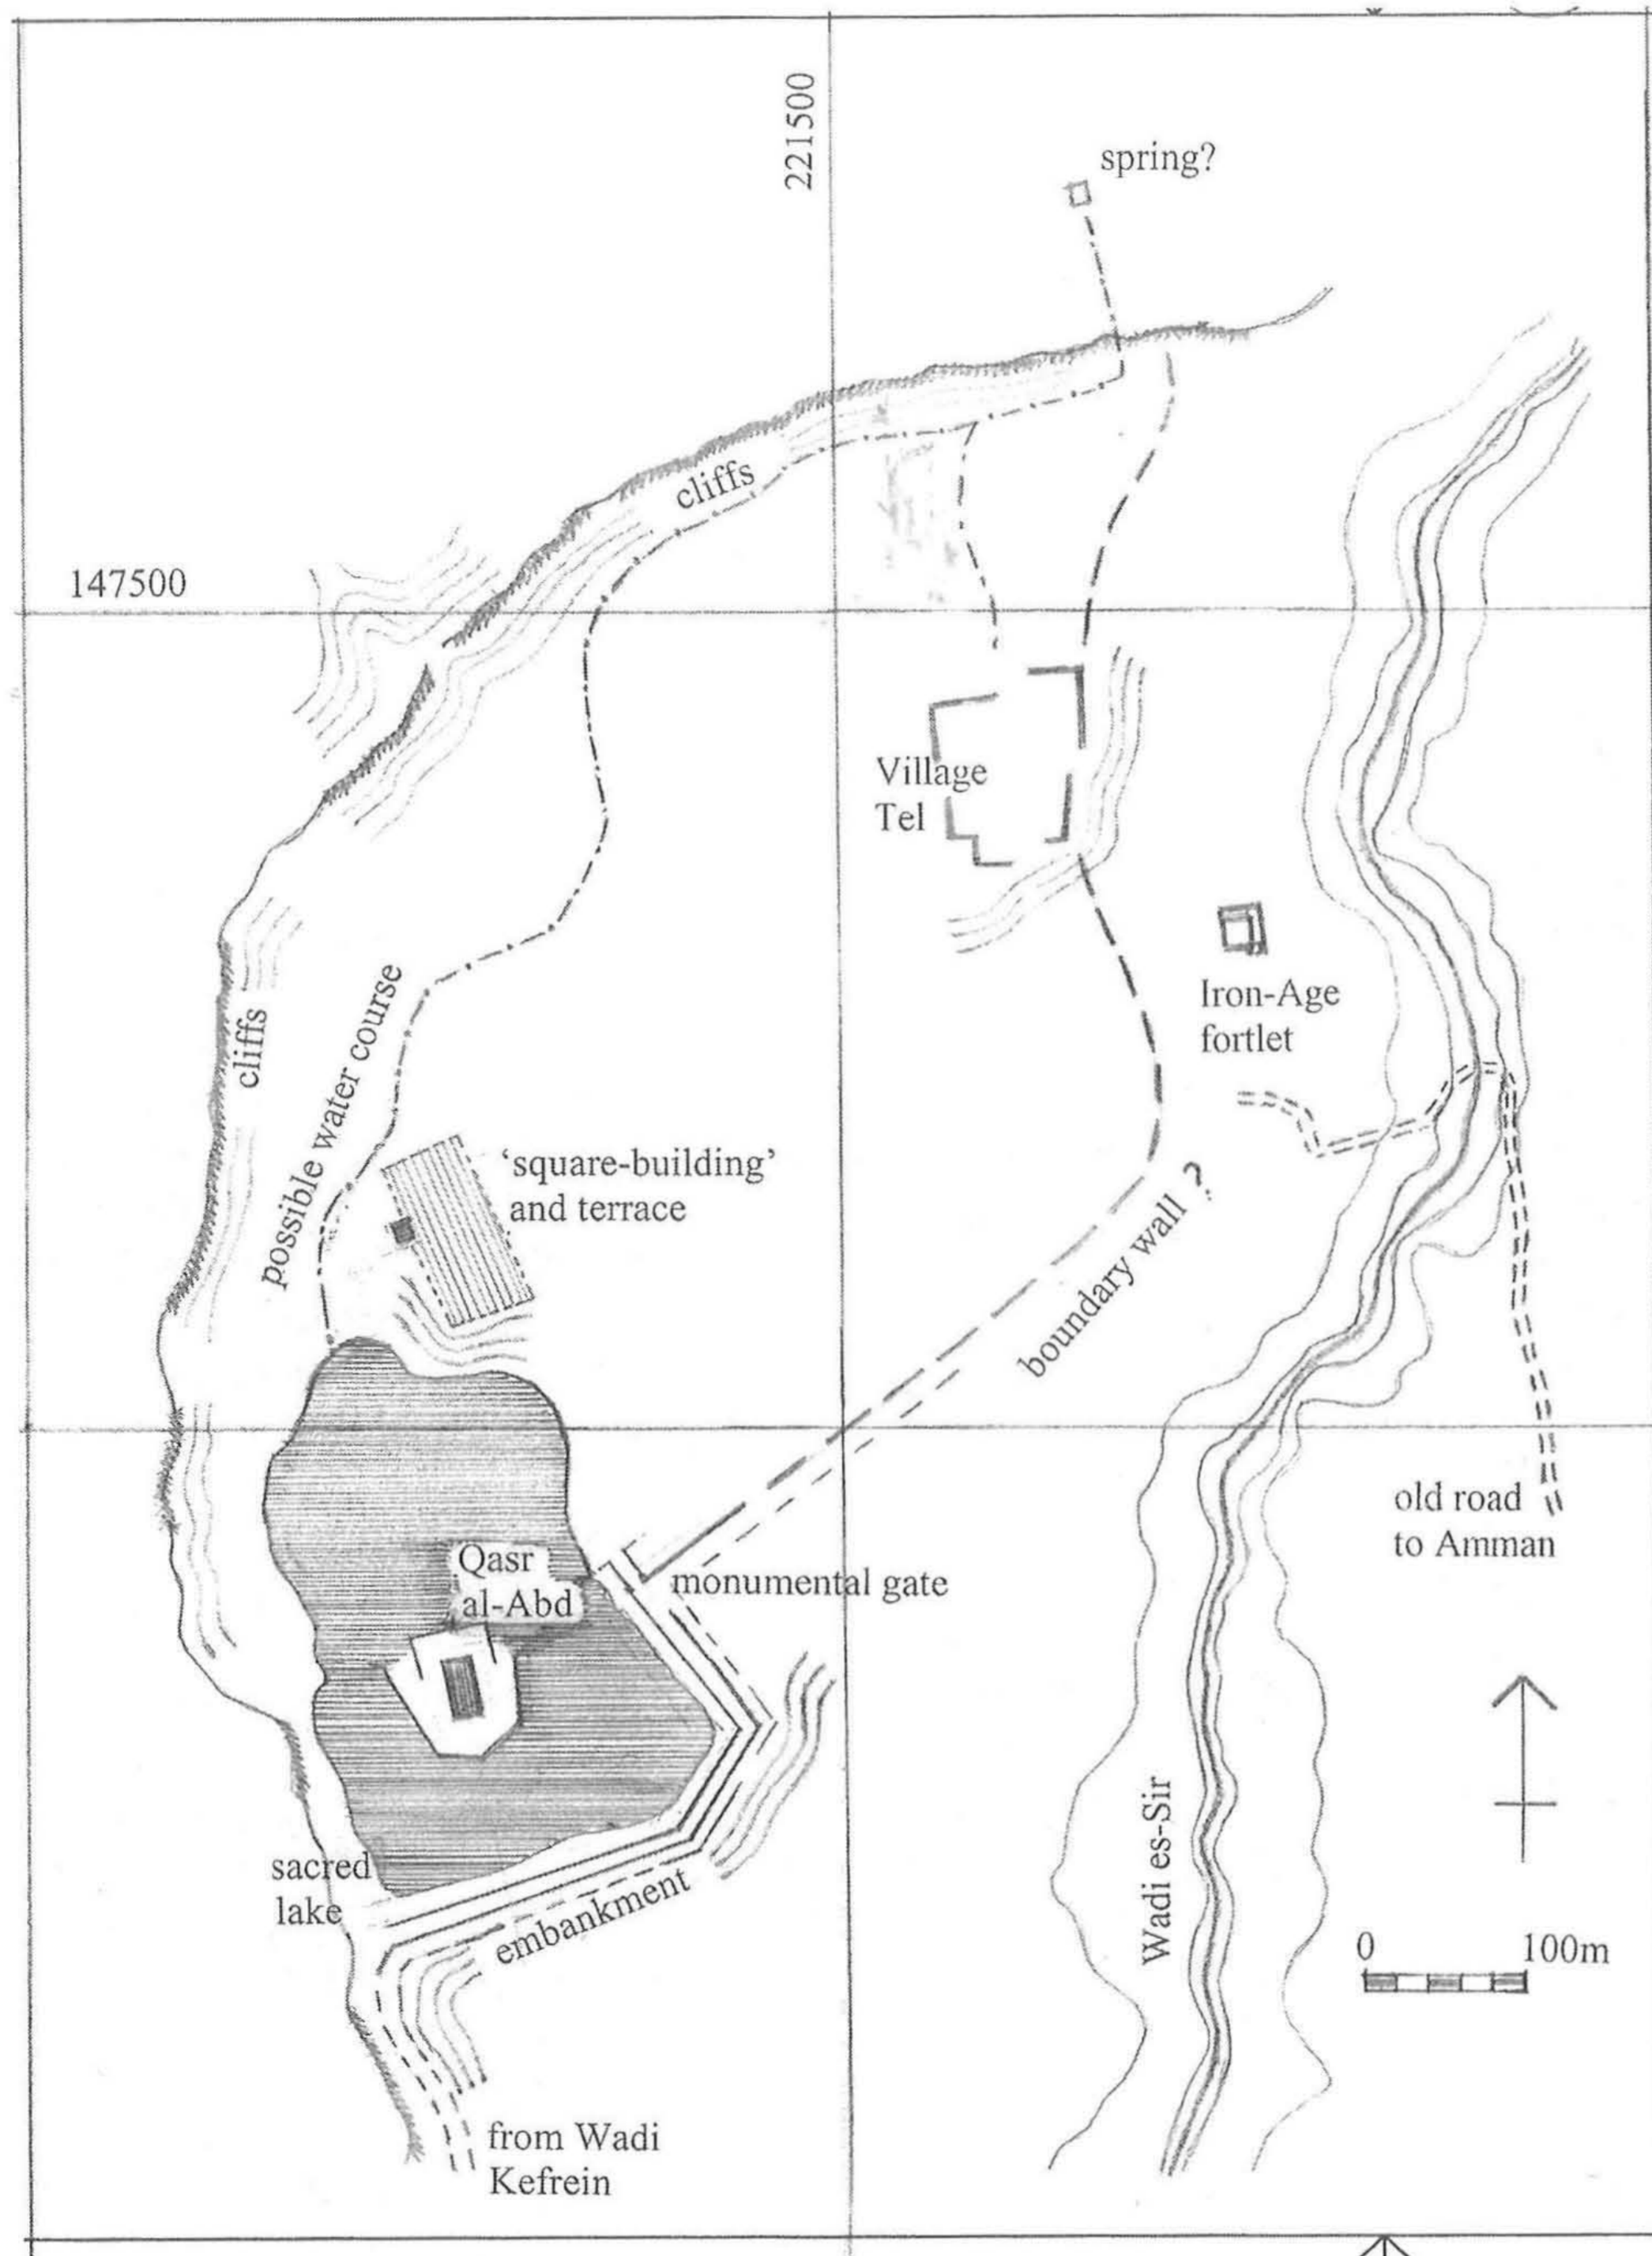 221500
spring?
cliffs
147500
Village
Tel
Iron-Age
fortlet
cliffs
possible water course
‘square-building’
and terrace
boundary wall ?
old road
to Amman
Qasr
al-Abd
monumental gate
Wadi es-Sir
sacred
lake
embankment
0 100m
from Wadi
Kefrein